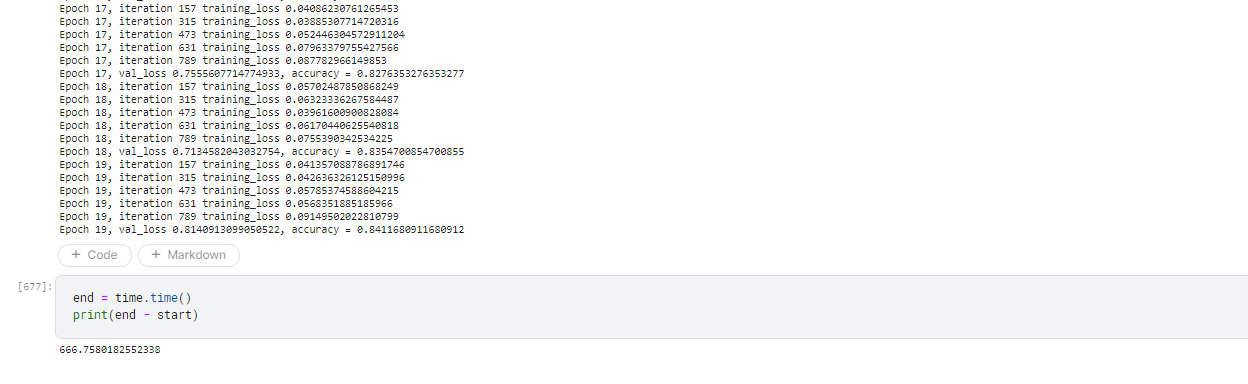 Epoch 17, iteration 157 training_loss 0.04086230761265453
Epoch 17, iteration 315 training_loss 0.03885307714720316
Epoch 17, iteration 473 training_loss 0.052446304572911204
Epoch 17, iteration 631 training_loss 0.07963379755427566
Epoch 17, iteration 789 training_loss 0.087782966149853
Epoch 17, val_loss 0.7555607714774933, accuracy = 0.8276353276353277
Epoch 18, iteration 157 training_loss 0.05702487850868249
Epoch 18, iteration 315 training_loss 0.06323336267584487
Epoch 18, iteration 473 training_loss 0.03961600900828084
Epoch 18, iteration 631 training_loss 0.06170440625540818
Epoch 18, iteration 789 training_loss 0.0755390342534225
Epoch 18, val_loss 0.7134582043032754, accuracy = 0.8354700854700855
Epoch 19, iteration 157 training_loss 0.041357088786891746
Epoch 19, iteration 315 training_loss 0.042636326125150996
Epoch 19, iteration 473 training_loss 0.05785374588604215
Epoch 19, iteration 631 training_loss 0.0568351885185966
Epoch 19, iteration 789 training_loss 0.09149502022810799
Epoch 19, val_loss 0.8140913099050522, accuracy = 0.8411680911680912
+ Code + Markdown
[677]:
end = time.time()
print(end - start)
666.7580182552338